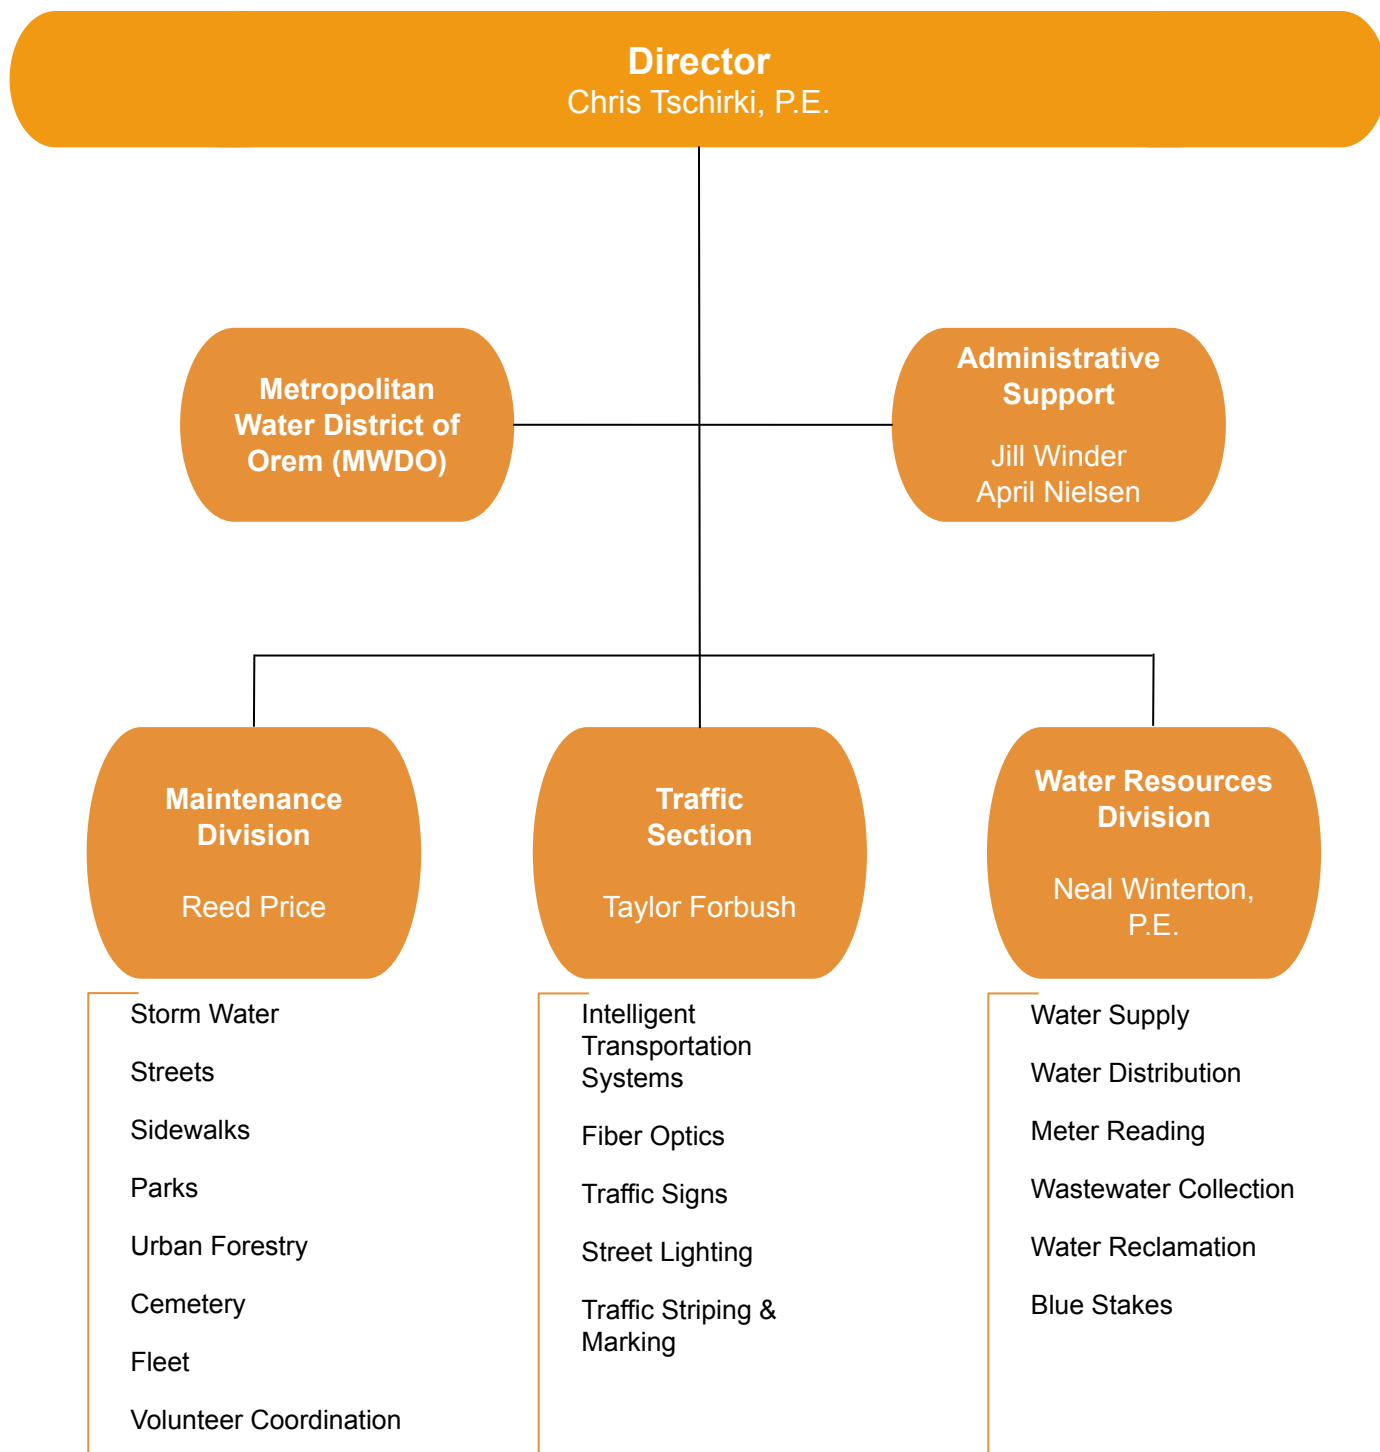 Director
Chris Tschirki, P.E.
Metropolitan
Water District of
Orem (MWDO)
Administrative
Support
Jill Winder
April Nielsen
Maintenance
Division
Reed Price
Traffic
Section
Taylor Forbush
Water Resources
Division
Neal Winterton,
P.E.
Storm Water
Streets
Sidewalks
Parks
Urban Forestry
Cemetery
Fleet
Volunteer Coordination
Intelligent
Transportation
Systems
Fiber Optics
Traffic Signs
Street Lighting
Traffic Striping &
Marking
Water Supply
Water Distribution
Meter Reading
Wastewater Collection
Water Reclamation
Blue Stakes